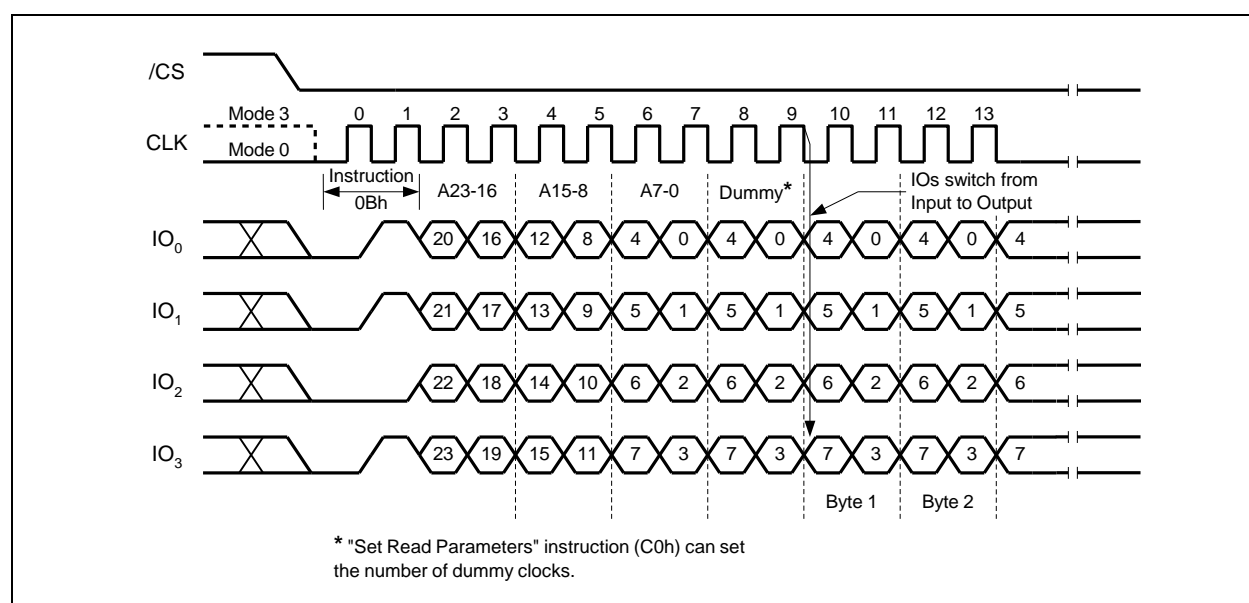 /CS
Mode 3 0 1 2 3 4 5 6 7 8 9 10 11 12 13
CLK
Mode 0
Instruction A23-16 A15-8 A7-0 Dummy* IOs switch from
0Bh Input to Output
IO0 20 16 12 8 4 0 4 0 4 0 4 0 4
IO1 21 17 13 9 5 1 5 1 5 1 5 1 5
IO2 22 18 14 10 6 2 6 2 6 2 6 2 6
IO3 23 19 15 11 7 3 7 3 7 3 7 3 7
Byte 1 Byte 2
* "Set Read Parameters" instruction (C0h) can set
the number of dummy clocks.